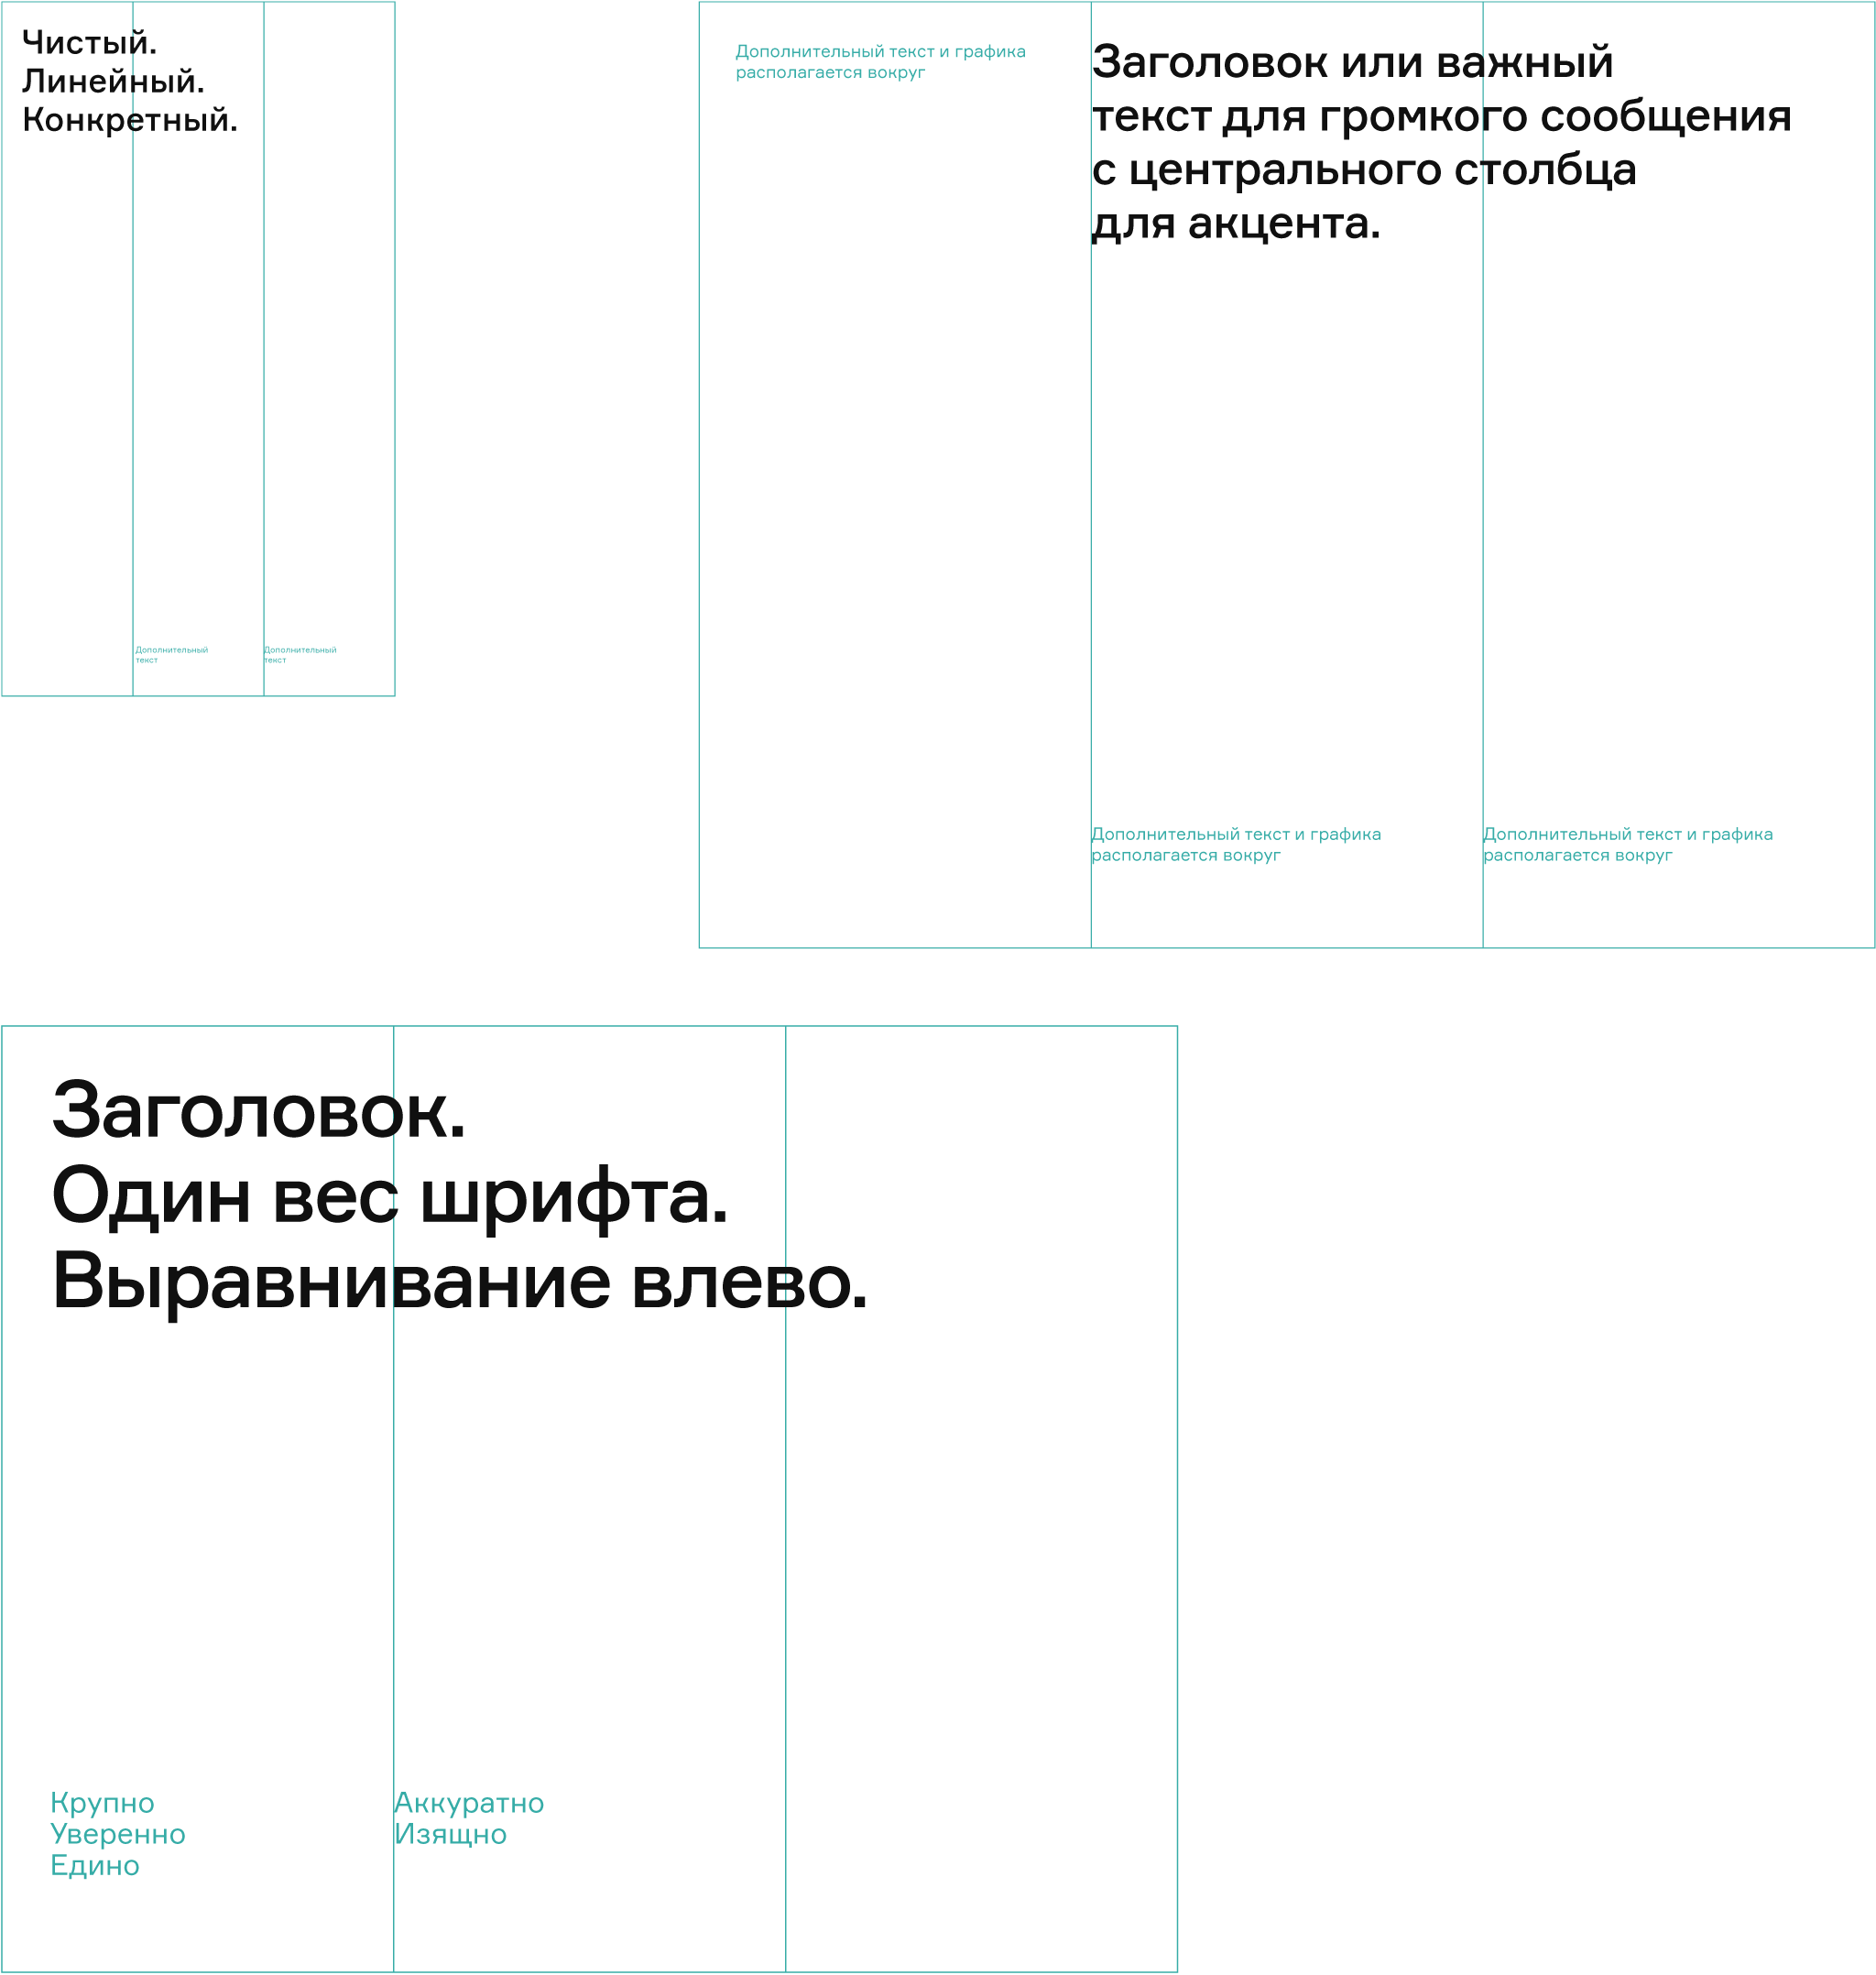 Чистый.
Линейный.
Конкретный.
Дополнительный
текст
Дополнительный
текст
Дополнительный текст и графика
располагается вокруг
Заголовок или важный
текст для громкого сообщения
с центрального столбца
для акцента.
Дополнительный текст и графика
располагается вокруг
Дополнительный текст и графика
располагается вокруг
Заголовок.
Один вес шрифта.
Выравнивание влево.
Крупно
Уверенно
Едино
Аккуратно
Изящно